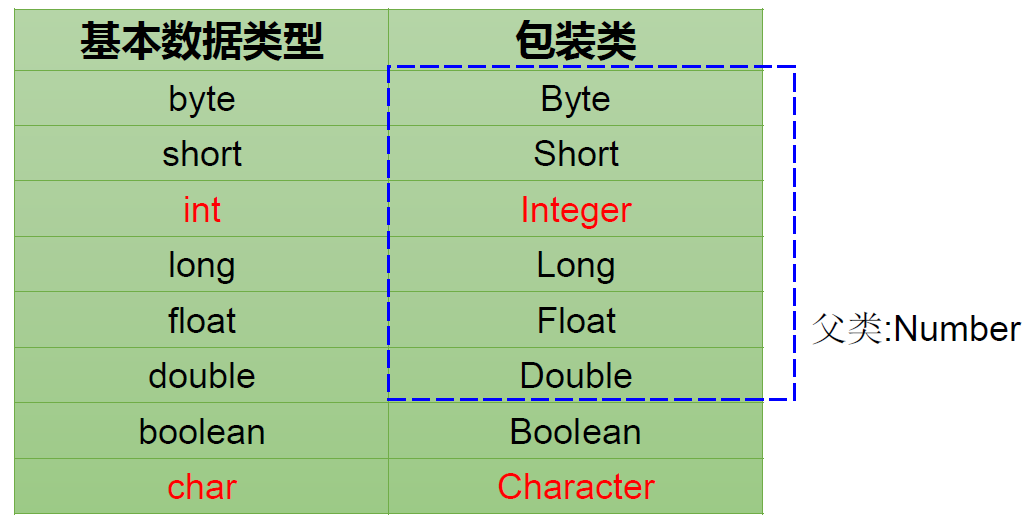 基本数据类型 包装类
byte Byte
short Short
int Integer
long Long
float Float
父类:Number
double Double
boolean Boolean
char Character